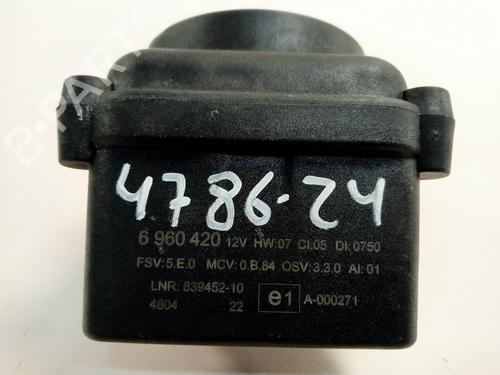 B-PARTS
4786-24
6 960 420 12V HW:07 CI:05 DI:0750
FSV:5.E.0 MCV:0.B.84 OSV:3.3.0 AI:01
LNR: 639452-10
4804 22 e1 A-000271